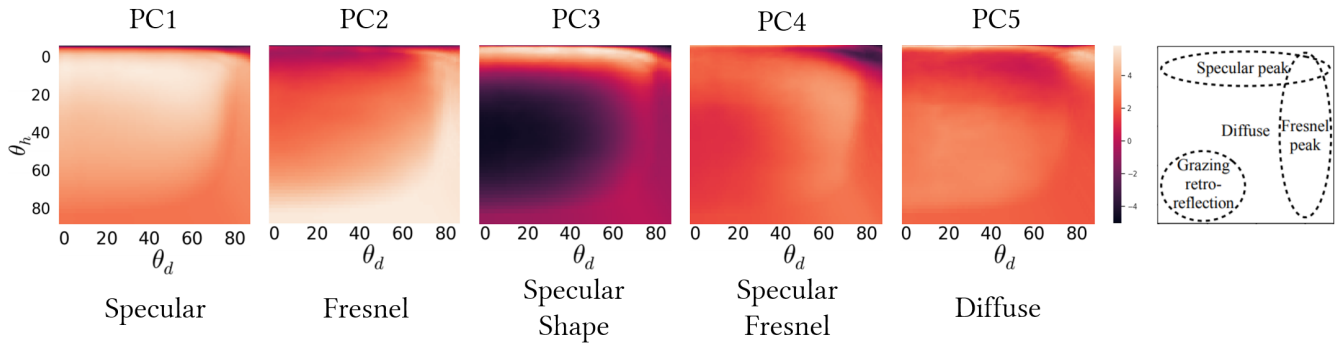 PC1
PC2
PC3
PC4
PC5
0
20
40
60
80
θh
0 20 40 60 80
0 20 40 60 80
0 20 40 60 80
0 20 40 60 80
0 20 40 60 80
θd
θd
θd
θd
θd
4
2
0
−2
−4
Specular peak
Diffuse
Fresnel
peak
Grazing
retro-
reflection
Specular
Fresnel
Specular
Shape
Specular
Fresnel
Diffuse